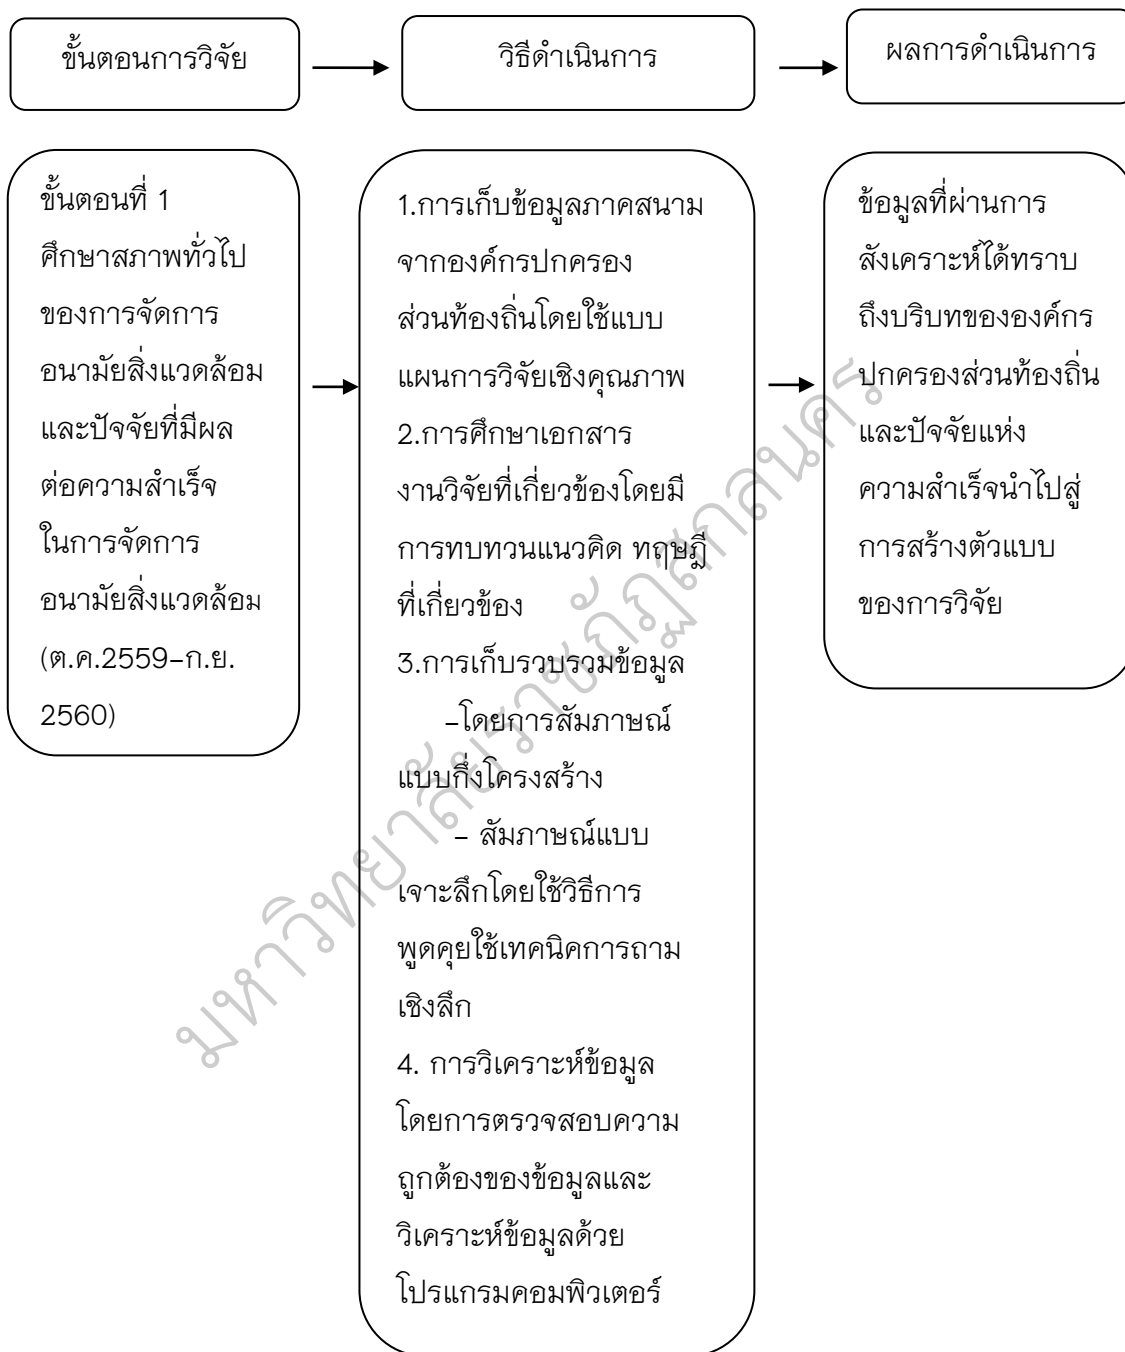 ขั้นตอนการวิจัย
วิธีดำเนินการ
ผลการดำเนินการ
ขั้นตอนที่ 1
ศึกษาสภาพทั่วไป
ของการจัดการ
อนามัยสิ่งแวดล้อม
และปัจจัยที่มีผล
ต่อความสำเร็จ
ในการจัดการ
อนามัยสิ่งแวดล้อม
(ต.ค.2559-ก.ย.
2560)
1.การเก็บข้อมูลภาคสนาม
จากองค์กรปกครอง
ส่วนท้องถิ่นโดยใช้แบบ
แผนการวิจัยเชิงคุณภาพ
2.การศึกษาเอกสาร
งานวิจัยที่เกี่ยวข้องโดยมี
การทบทวนแนวคิด ทฤษฎี
ที่เกี่ยวข้อง
3.การเก็บรวบรวมข้อมูล
-โดยการสัมภาษณ์
แบบกึ่งโครงสร้าง
- สัมภาษณ์แบบ
เจาะลึกโดยใช้วิธีการ
พูดคุยใช้เทคนิคการถาม
เชิงลึก
4. การวิเคราะห์ข้อมูล
โดยการตรวจสอบความ
ถูกต้องของข้อมูลและ
วิเคราะห์ข้อมูลด้วย
โปรแกรมคอมพิวเตอร์
ข้อมูลที่ผ่านการ
สังเคราะห์ได้ทราบ
ถึงบริบทขององค์กร
ปกครองส่วนท้องถิ่น
และปัจจัยแห่ง
ความสำเร็จนำไปสู่
การสร้างตัวแบบ
ของการวิจัย
มหาวิทยาลัยราชภัฏสกลนคร